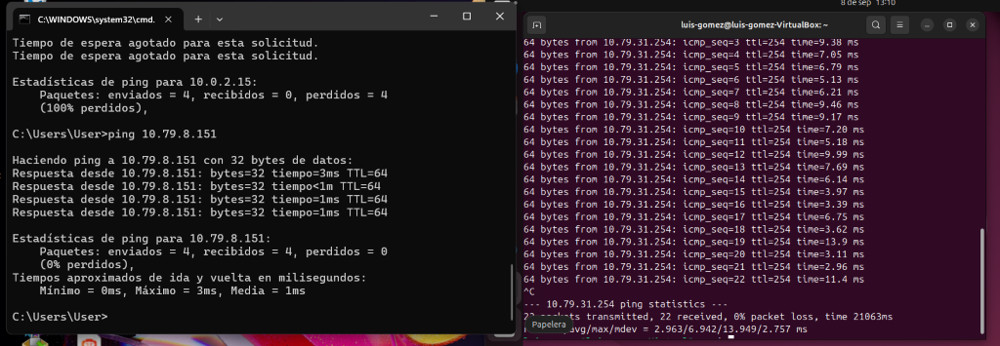 C:\WINDOWS\system32\cmd.
Tiempo de espera agotado para esta solicitud.
Tiempo de espera agotado para esta solicitud.
Estadísticas de ping para 10.0.2.15:
Paquetes: enviados = 4, recibidos = 0, perdidos = 4
(100% perdidos),
C:\Users\User>ping 10.79.8.151
Haciendo ping a 10.79.8.151 con 32 bytes de datos:
Respuesta desde 10.79.8.151: bytes=32 tiempo=3ms TTL=64
Respuesta desde 10.79.8.151: bytes=32 tiempo<1m TTL=64
Respuesta desde 10.79.8.151: bytes=32 tiempo=1ms TTL=64
Respuesta desde 10.79.8.151: bytes=32 tiempo=1ms TTL=64
Estadísticas de ping para 10.79.8.151:
Paquetes: enviados = 4, recibidos = 4, perdidos = 0
(0% perdidos),
Tiempos aproximados de ida y vuelta en milisegundos:
Mínimo = 0ms, Máximo = 3ms, Media = 1ms
C:\Users\User>
8 de sep 13:10
luis-gomez@luis-gomez-VirtualBox: ~
64 bytes from 10.79.31.254: icmp_seq=3 ttl=254 time=9.38 ms
64 bytes from 10.79.31.254: icmp_seq=4 ttl=254 time=7.05 ms
64 bytes from 10.79.31.254: icmp_seq=5 ttl=254 time=6.79 ms
64 bytes from 10.79.31.254: icmp_seq=6 ttl=254 time=5.13 ms
64 bytes from 10.79.31.254: icmp_seq=7 ttl=254 time=6.21 ms
64 bytes from 10.79.31.254: icmp_seq=8 ttl=254 time=9.46 ms
64 bytes from 10.79.31.254: icmp_seq=9 ttl=254 time=9.17 ms
64 bytes from 10.79.31.254: icmp_seq=10 ttl=254 time=7.20 ms
64 bytes from 10.79.31.254: icmp_seq=11 ttl=254 time=5.18 ms
64 bytes from 10.79.31.254: icmp_seq=12 ttl=254 time=9.99 ms
64 bytes from 10.79.31.254: icmp_seq=13 ttl=254 time=7.69 ms
64 bytes from 10.79.31.254: icmp_seq=14 ttl=254 time=6.14 ms
64 bytes from 10.79.31.254: icmp_seq=15 ttl=254 time=3.97 ms
64 bytes from 10.79.31.254: icmp_seq=16 ttl=254 time=3.39 ms
64 bytes from 10.79.31.254: icmp_seq=17 ttl=254 time=6.75 ms
64 bytes from 10.79.31.254: icmp_seq=18 ttl=254 time=3.62 ms
64 bytes from 10.79.31.254: icmp_seq=19 ttl=254 time=13.9 ms
64 bytes from 10.79.31.254: icmp_seq=20 ttl=254 time=3.11 ms
64 bytes from 10.79.31.254: icmp_seq=21 ttl=254 time=2.96 ms
64 bytes from 10.79.31.254: icmp_seq=22 ttl=254 time=11.4 ms
^C
--- 10.79.31.254 ping statistics ---
transmitted, 22 received, 0% packet loss, time 21063ms
Papelera
/avg/max/mdev = 2.963/6.942/13.949/2.757 ms